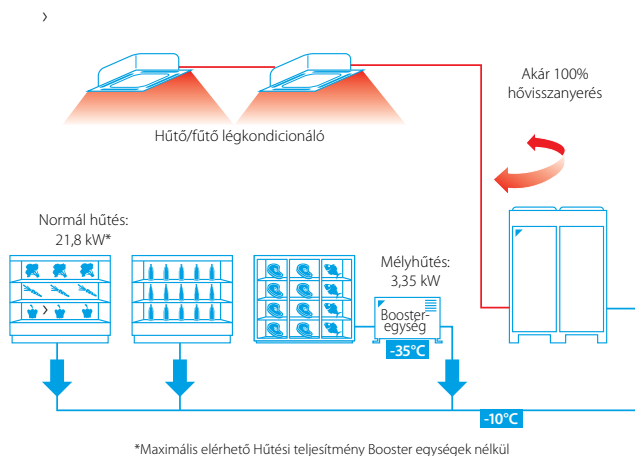 ›
Akár 100%
hővisszanyerés
Hűtő/fűtő légkondicionáló
Normál hűtés:
21,8 kW*
Mélyhűtés:
3,35 kW
›
Booster-
egység
-35°C
-10°C
*Maximális elérhető Hűtési teljesítmény Booster egységek nélkül